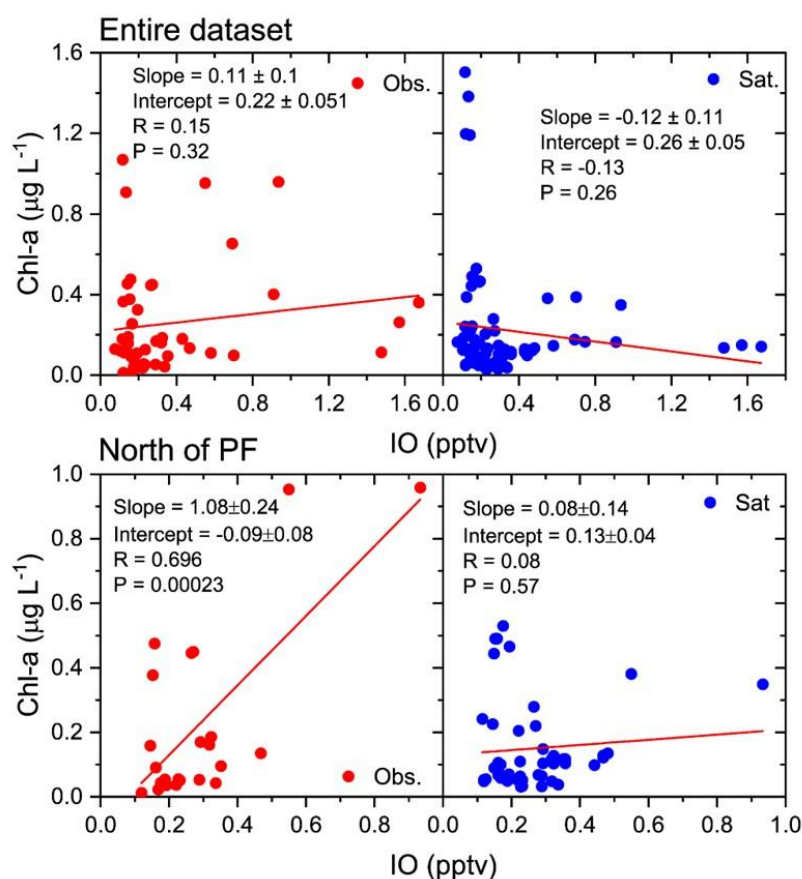 Entire dataset
Slope = 0.11 ± 0.1
Intercept = 0.22 ± 0.051
R = 0.15
P = 0.32
Obs.
Sat.
Slope = -0.12 ± 0.11
Intercept = 0.26 ± 0.05
R = -0.13
P = 0.26
Chl-a (µg L⁻¹)
1.6
1.2
0.8
0.4
0.0
0.0 0.4 0.8 1.2 1.6
0.0 0.4 0.8 1.2 1.6
IO (pptv)
IO (pptv)
North of PF
Slope = 1.08±0.24
Intercept = -0.09±0.08
R = 0.696
P = 0.00023
Obs.
Slope = 0.08±0.14
Intercept = 0.13±0.04
R = 0.08
P = 0.57
Sat
Chl-a (µg L⁻¹)
1.0
0.8
0.6
0.4
0.2
0.0
0.0 0.2 0.4 0.6 0.8
0.0 0.2 0.4 0.6 0.8 1.0
IO (pptv)
IO (pptv)